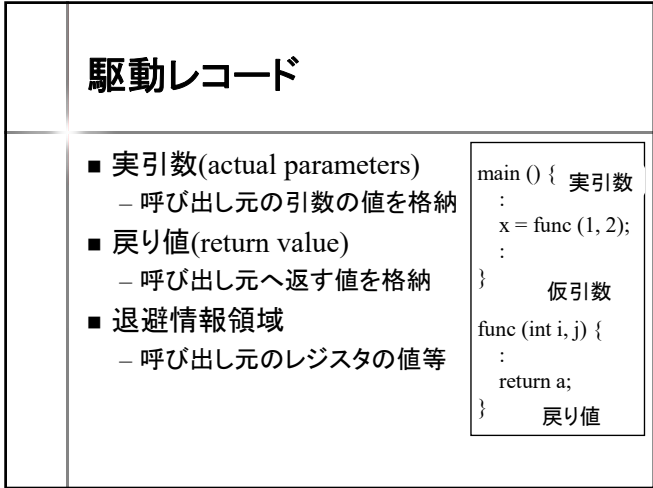 駆動レコード
■ 実引数(actual parameters)
– 呼び出し元の引数の値を格納
■ 戻り値(return value)
– 呼び出し元へ返す値を格納
■ 退避情報領域
– 呼び出し元のレジスタの値等
main () { 実引数
:
x = func (1, 2);
:
}
仮引数
func (int i, j) {
:
return a;
}
戻り値